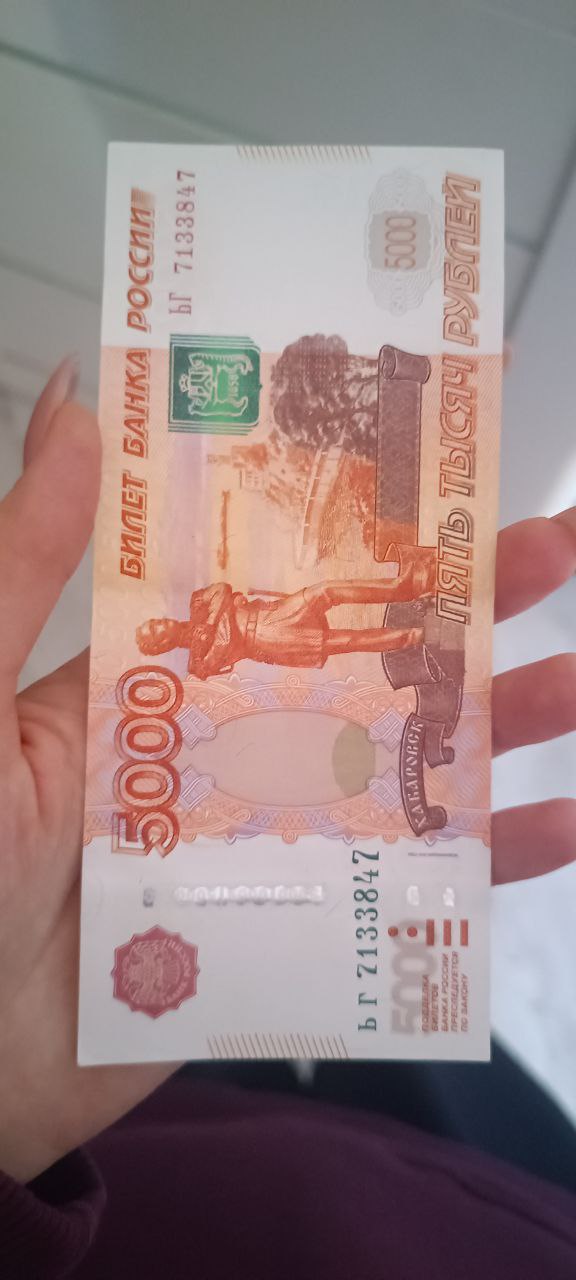 БИЛЕТ БАНКА РОССИИ
ЬГ 7133847
5000
5000
1858
ПЯТЬ ТЫСЯЧ РУБЛЕЙ
ХАБАРОВСК
ЬГ 7133847
5000
ПОДДЕЛКА
БИЛЕТОВ
БАНКА РОССИИ
ПРЕСЛЕДУЕТСЯ
ПО ЗАКОНУ